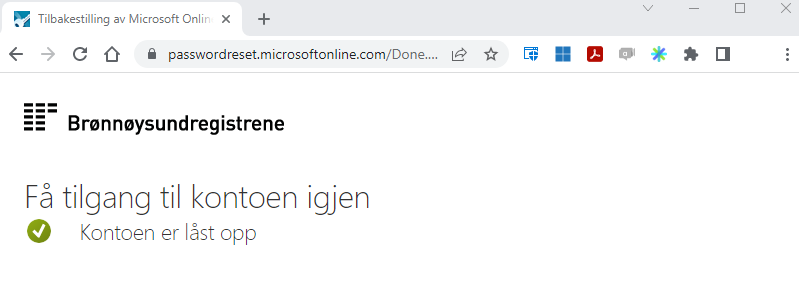 Tilbakestilling av Microsoft Onlin
passwordreset.microsoftonline.com/Done....
Brønnøysundregistrene
Få tilgang til kontoen igjen
Kontoen er låst opp